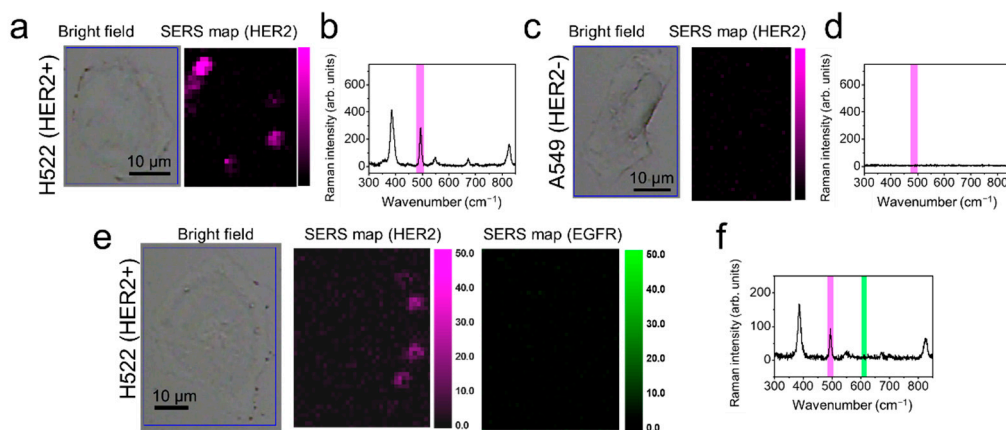 a
Bright field
SERS map (HER2)
H522 (HER2+)
10 µm
b
Raman intensity (arb. units)
600
400
200
0
300 400 500 600 700 800
Wavenumber (cm⁻¹)
c
Bright field
SERS map (HER2)
A549 (HER2-)
10 µm
d
Raman intensity (arb. units)
600
400
200
0
300 400 500 600 700 800
Wavenumber (cm⁻¹)
e
Bright field
SERS map (HER2)
SERS map (EGFR)
H522 (HER2+)
10 µm
50.0
40.0
30.0
20.0
10.0
0.0
50.0
40.0
30.0
20.0
10.0
0.0
f
Raman intensity (arb. units)
200
100
0
300 400 500 600 700 800
Wavenumber (cm⁻¹)